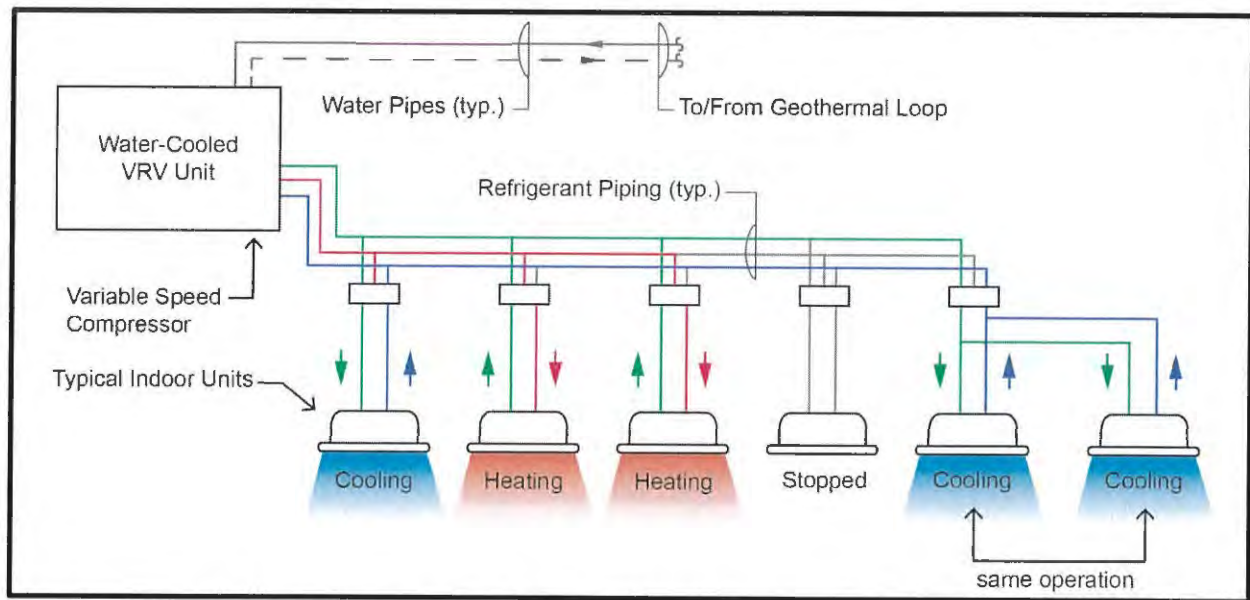 Water Pipes (typ.)
To/From Geothermal Loop
Water-Cooled
VRV Unit
Refrigerant Piping (typ.)
Variable Speed
Compressor
Typical Indoor Units
Cooling
Heating
Heating
Stopped
Cooling
Cooling
same operation